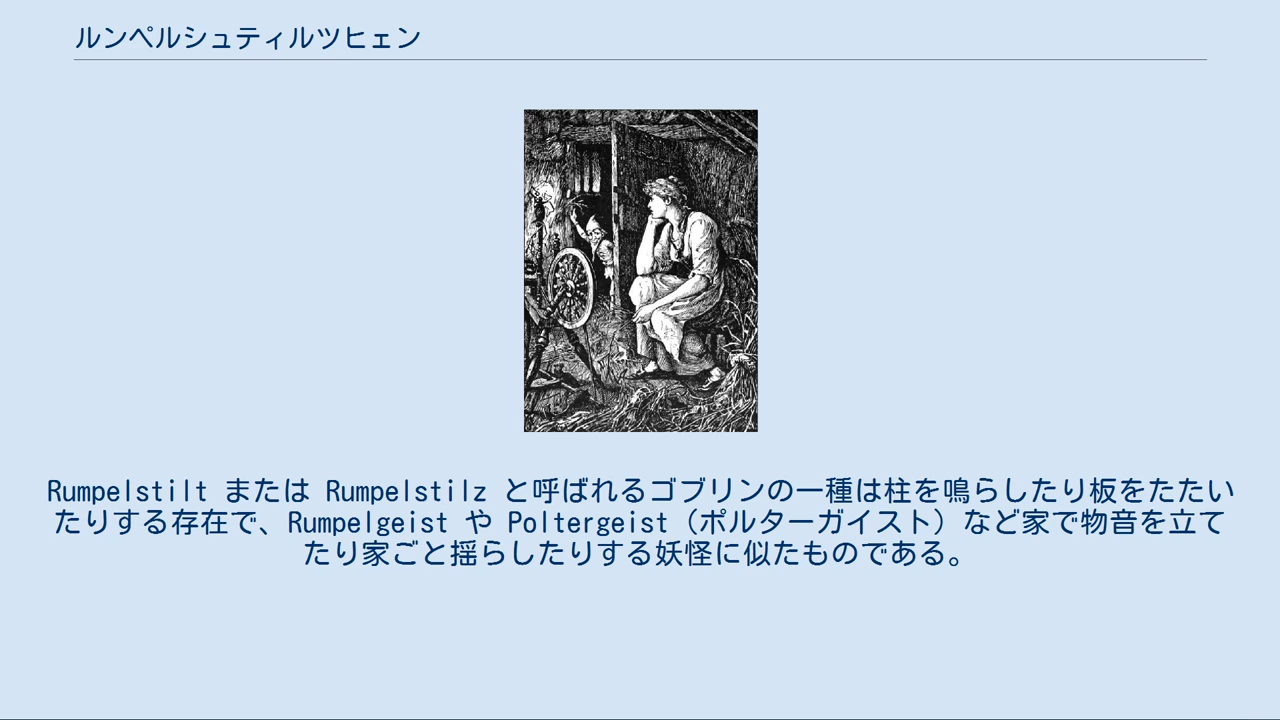 ルンペルシュティルツヒェン
Rumpelstilt または Rumpelstilz と呼ばれるゴブリンの一種は柱を鳴らしたり板をたたい
たりする存在で、Rumpelgeist や Poltergeist（ポルターガイスト）など家で物音を立て
たり家ごと揺らしたりする妖怪に似たものである。